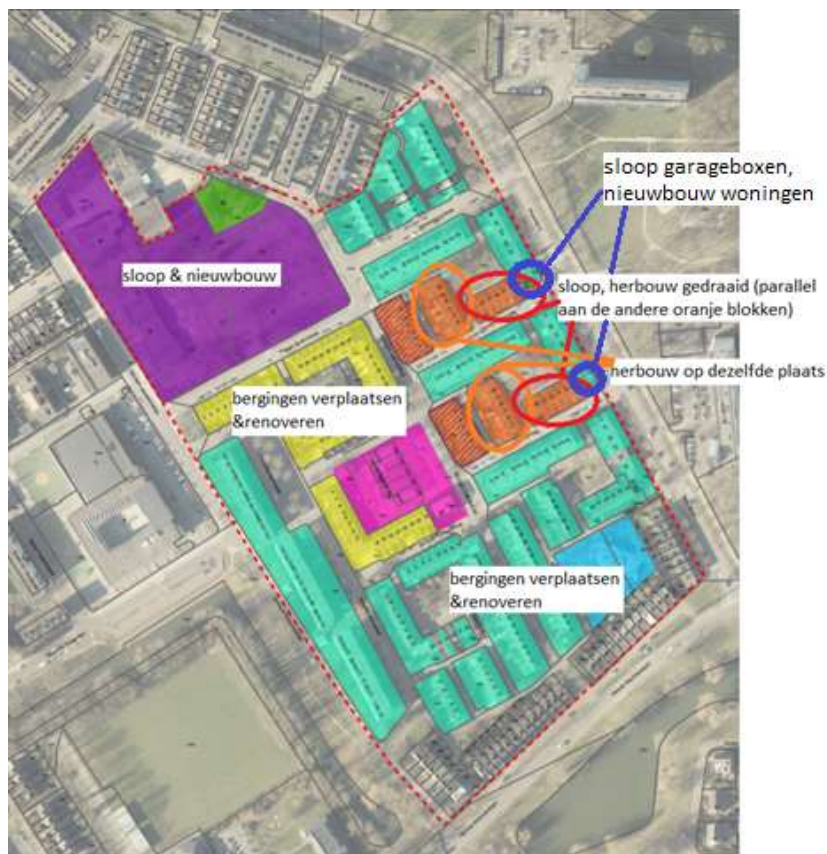 sloop garageboxen,
nieuwbouw woningen
sloop & nieuwbouw
sloop, herbouw gedraaid (parallel
aan de andere oranje blokken)
herbouw op dezelfde plaats
bergingen verplaatsen
&renoveren
bergingen verplaatsen
&renoveren